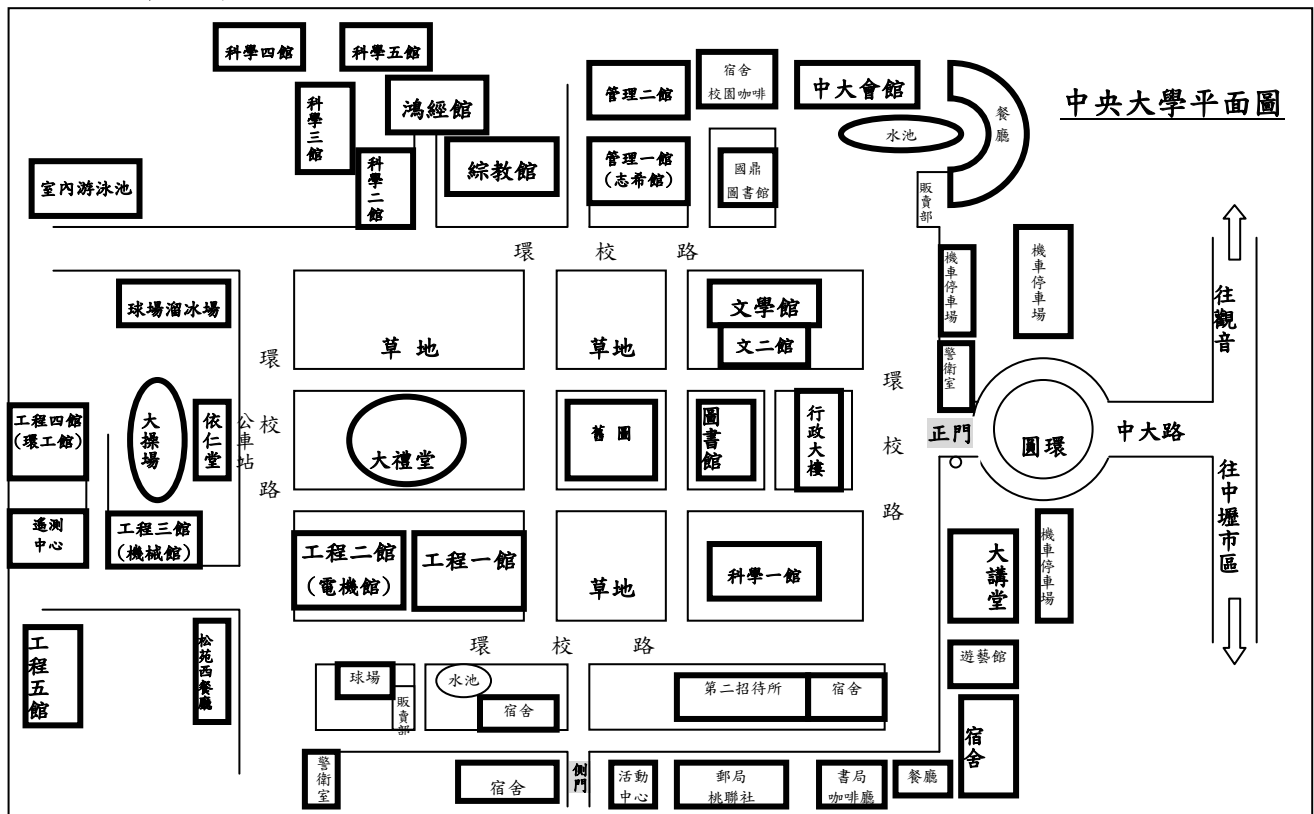 中央大學平面圖
科學四館
科學五館
科學三館
鴻經館
科學二館
綜教館
管理二館
宿舍
校園咖啡
中大會館
水池
餐廳
管理一館
(志希館)
國鼎
圖書館
販賣部
室內游泳池
環校路
機車停車場
機車停車場
往觀音
球場溜冰場
草地
草地
文學館
文二館
環校路
環校路
警衛室
工程四館
(環工館)
大操場
依仁堂
公車站
大禮堂
舊圖
圖書館
行政大樓
正門
圓環
中大路
往中壢市區
遙測
中心
工程三館
(機械館)
工程二館
(電機館)
工程一館
草地
科學一館
大講堂
機車停車場
環校路
工程五館
松苑西餐廳
球場
販賣部
水池
宿舍
第二招待所
宿舍
遊藝館
宿舍
警衛室
宿舍
側門
活動
中心
郵局
桃聯社
書局
咖啡廳
餐廳